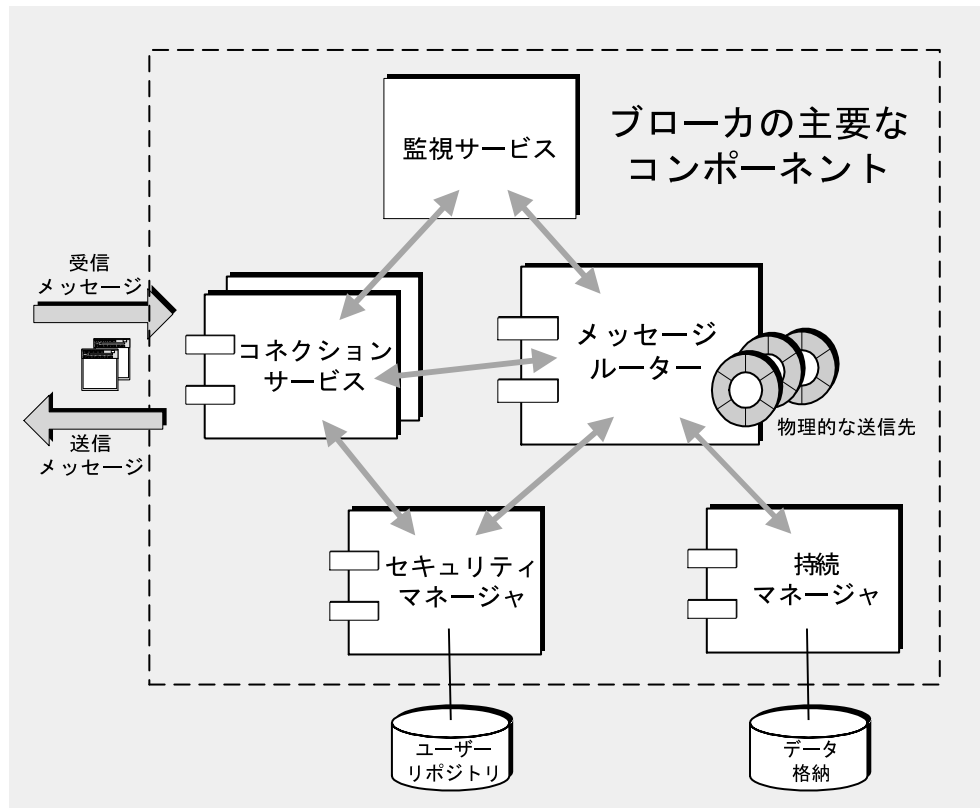 ブローカの主要な
コンポーネント
監視サービス
受信
メッセージ
コネクション
サービス
メッセージ
ルーター
物理的な送信先
送信
メッセージ
セキュリティ
マネージャ
持続
マネージャ
ユーザー
リポジトリ
データ
格納